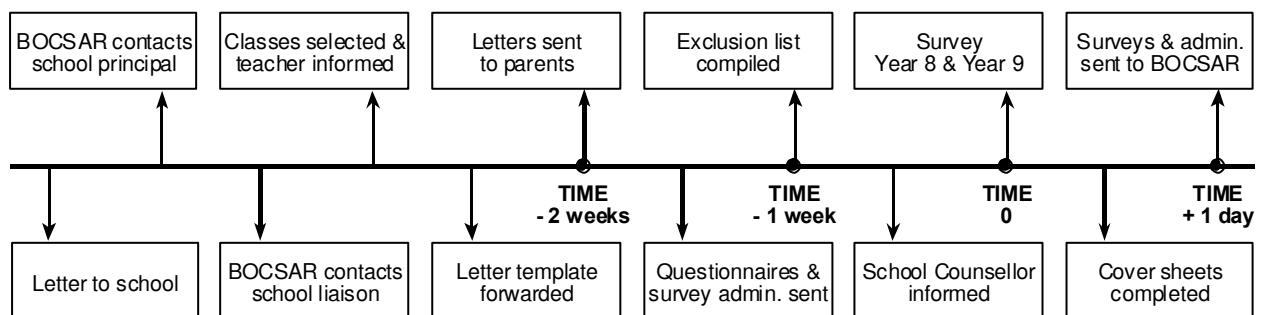 BOCSAR contacts
school principal
Classes selected &
teacher informed
Letters sent
to parents
Exclusion list
compiled
Survey
Year 8 & Year 9
Surveys & admin.
sent to BOCSAR
TIME
- 2 weeks
TIME
- 1 week
TIME
0
TIME
+ 1 day
Letter to school
BOCSAR contacts
school liaison
Letter template
forwarded
Questionnaires &
survey admin. sent
School Counsellor
informed
Cover sheets
completed